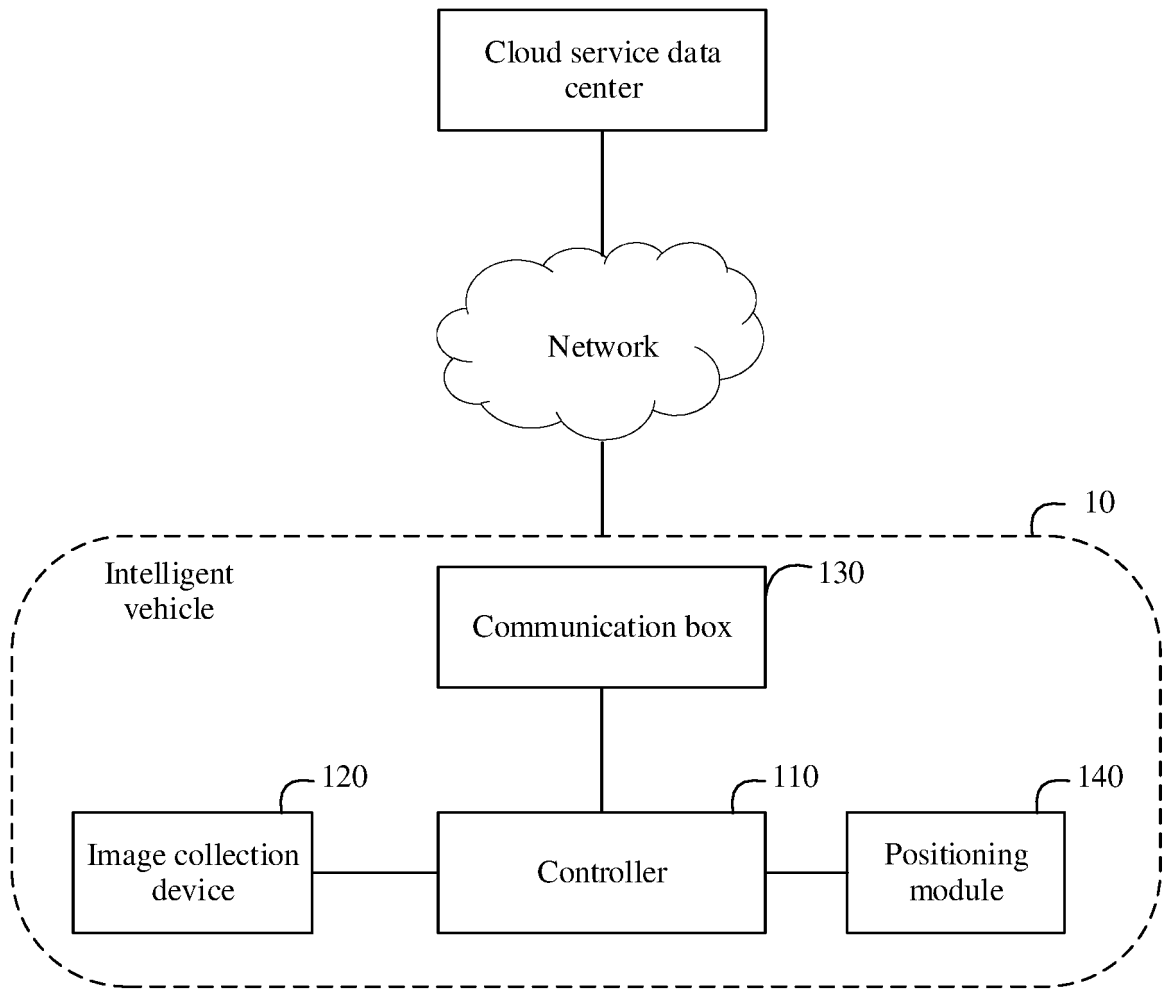 Cloud service data
center
Network
10
Intelligent
vehicle
130
Communication box
120
110
140
Image collection
device
Controller
Positioning
module